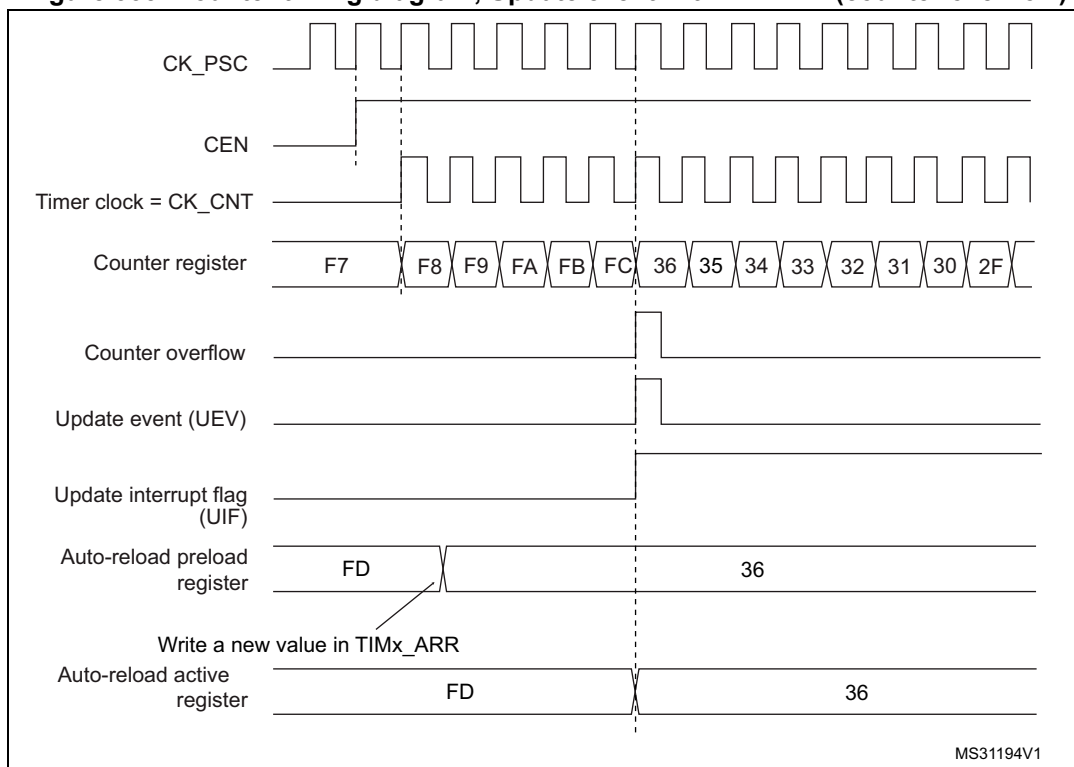 CK_PSC
CEN
Timer clock = CK_CNT
Counter register F7 F8 F9 FA FB FC 36 35 34 33 32 31 30 2F
Counter overflow
Update event (UEV)
Update interrupt flag
(UIF)
Auto-reload preload
register
FD 36
Write a new value in TIMx_ARR
Auto-reload active
register
FD 36
MS31194V1